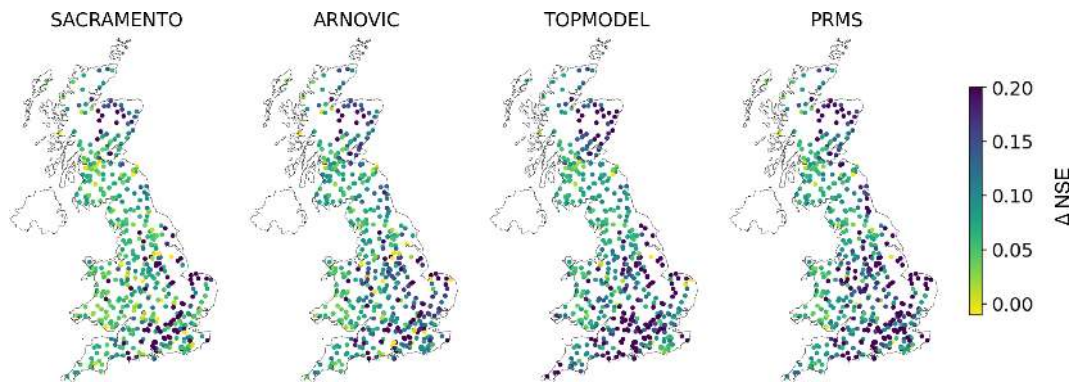 SACRAMENTO
ARNOVIC
TOPMODEL
PRMS
0.20
0.15
0.10
0.05
0.00
Δ NSE